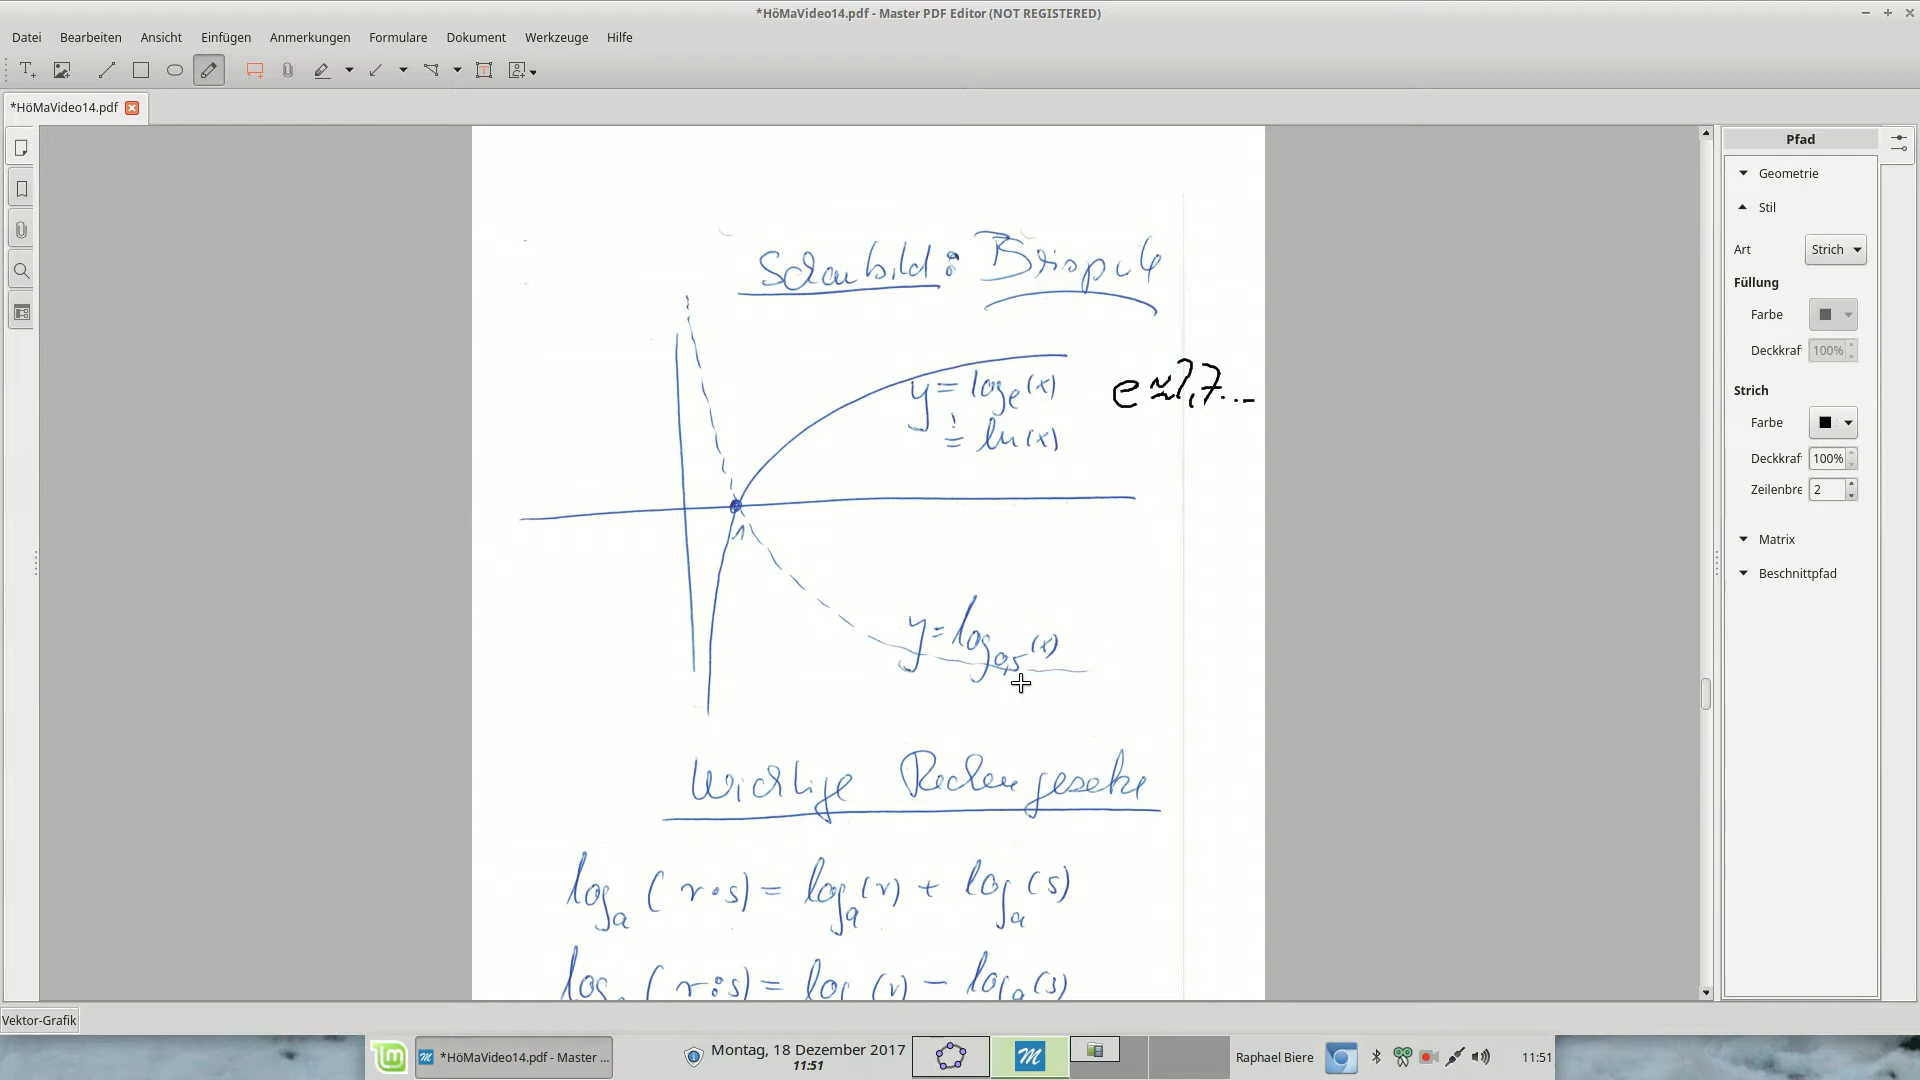 *HöMaVideo14.pdf - Master PDF Editor (NOT REGISTERED)
Datei Bearbeiten Ansicht Einfügen Anmerkungen Formulare Dokument Werkzeuge Hilfe
*HöMaVideo14.pdf
Schaubild: Beispiele
y = log_e(x)
e ≈ 2,7...
= ln(x)
1
y = log_0,5(x)
Wichtige Rechengesetze
log_a (r·s) = log_a(r) + log_a(s)
log (r:s) = log (r) - log_a(s)
Pfad
Geometrie
Stil
Art Strich
Füllung
Farbe
Deckkraf 100%
Strich
Farbe
Deckkraf 100%
Zeilenbre 2
Matrix
Beschnittpfad
Vektor-Grafik
*HöMaVideo14.pdf - Master ...
Montag, 18 Dezember 2017
11:51
Raphael Biere
11:51